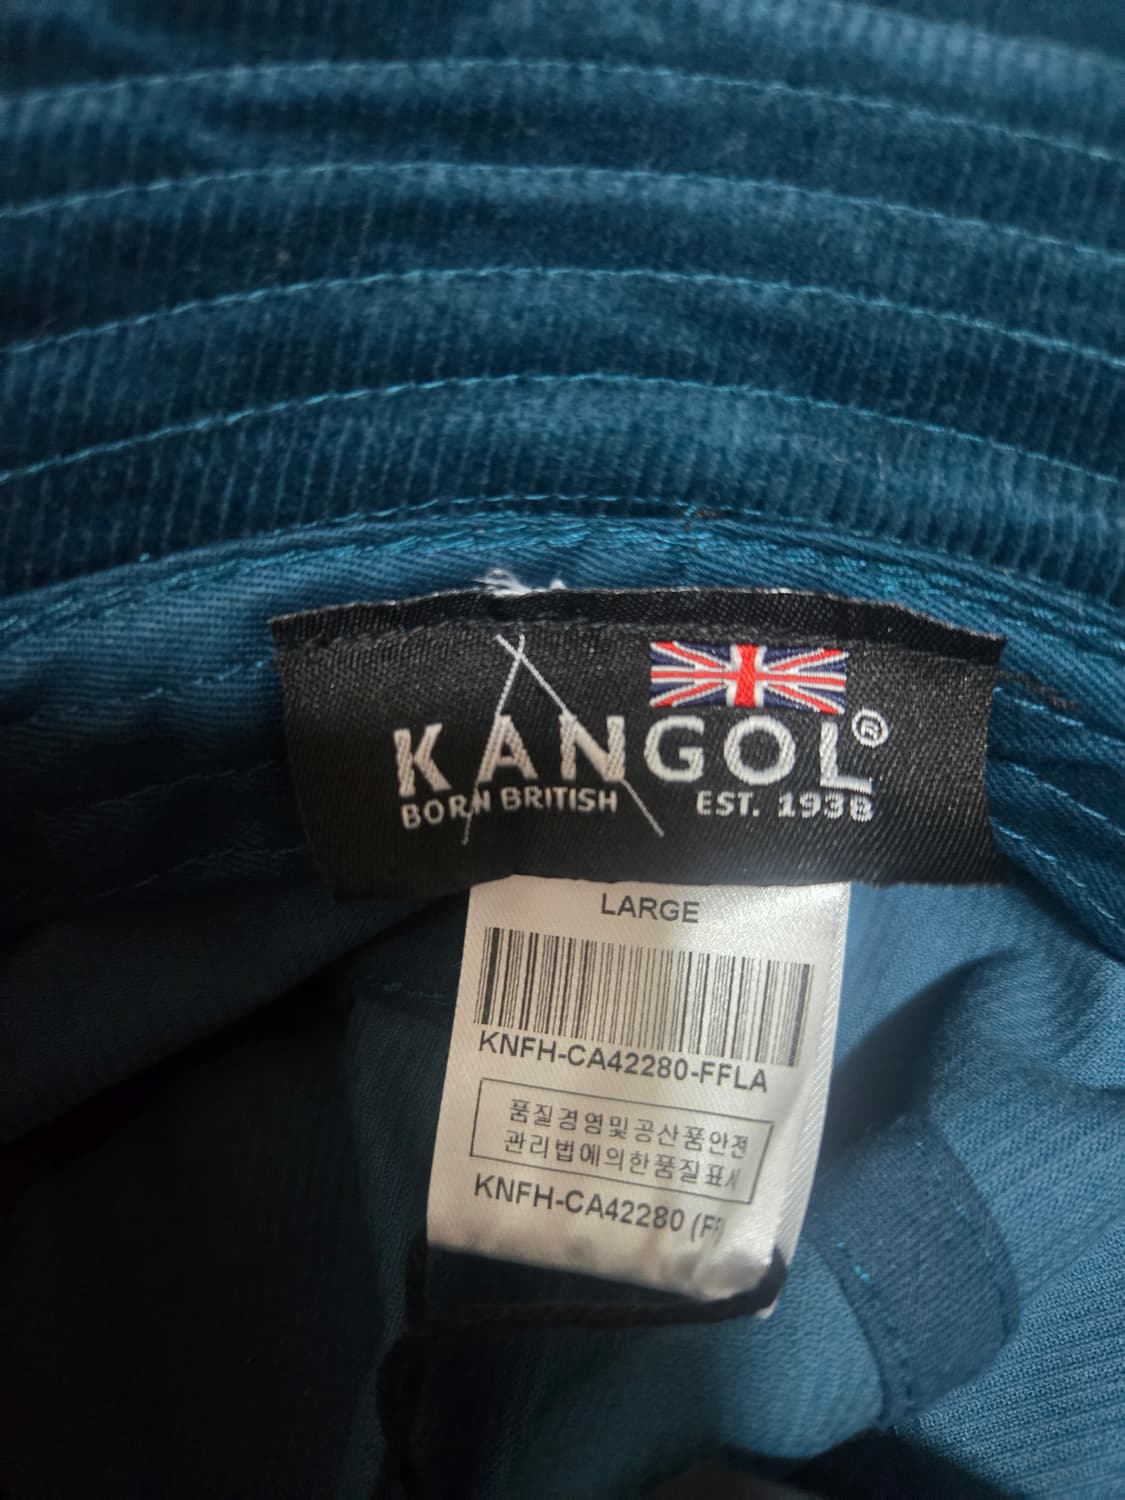 KANGOL®
BORN BRITISH EST. 1938
LARGE
KNFH-CA42280-FFLA
품질경영및공산품안전
관리법에의한품질표시
KNFH-CA42280